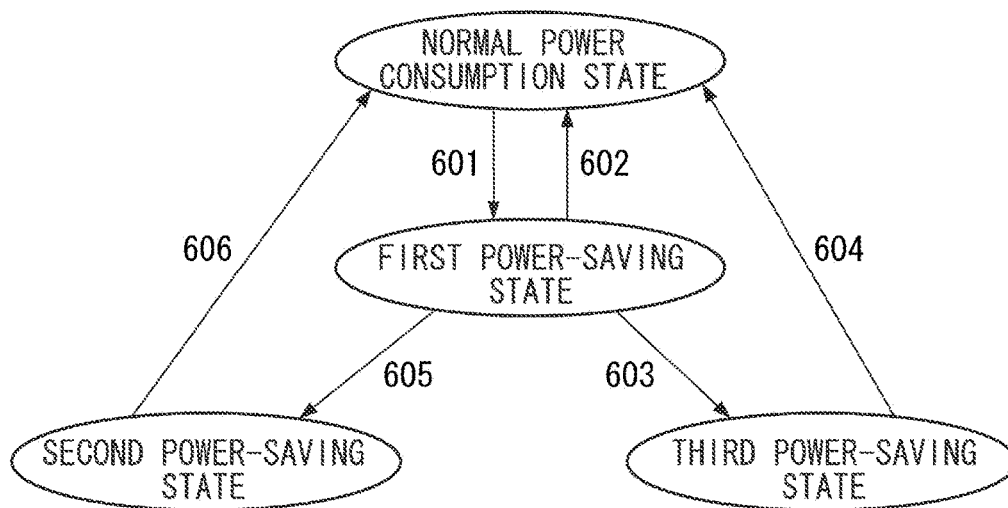 NORMAL POWER
CONSUMPTION STATE
601
602
606
604
FIRST POWER-SAVING
STATE
605
603
SECOND POWER-SAVING
STATE
THIRD POWER-SAVING
STATE